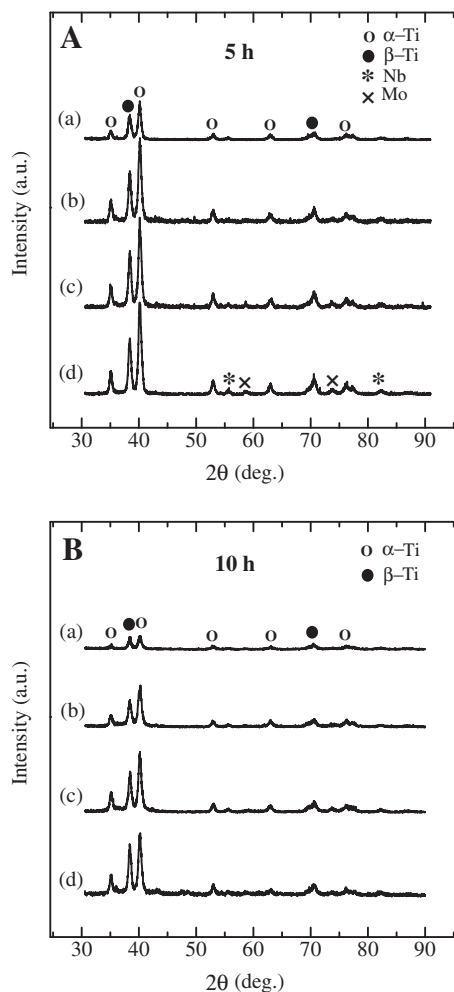 A
5 h
o α–Ti
● β–Ti
* Nb
× Mo
o
●
o
o
o
●
o
(a)
(b)
(c)
(d)
*
×
×
*
Intensity (a.u.)
30 40 50 60 70 80 90
2θ (deg.)
B
10 h
o α–Ti
● β–Ti
o
●
o
o
o
●
o
(a)
(b)
(c)
(d)
Intensity (a.u.)
30 40 50 60 70 80 90
2θ (deg.)